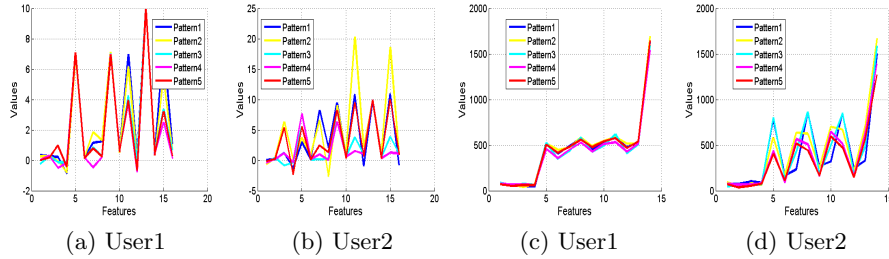 10
8
6
4
2
0
-2
0
5
10
15
20
Values
Features
Pattern1
Pattern2
Pattern3
Pattern4
Pattern5
(a) User1
25
20
15
10
5
0
-5
0
5
10
15
20
Values
Features
Pattern1
Pattern2
Pattern3
Pattern4
Pattern5
(b) User2
2000
1500
1000
500
0
0
5
10
15
Values
Features
Pattern1
Pattern2
Pattern3
Pattern4
Pattern5
(c) User1
2000
1500
1000
500
0
0
5
10
15
Values
Features
Pattern1
Pattern2
Pattern3
Pattern4
Pattern5
(d) User2